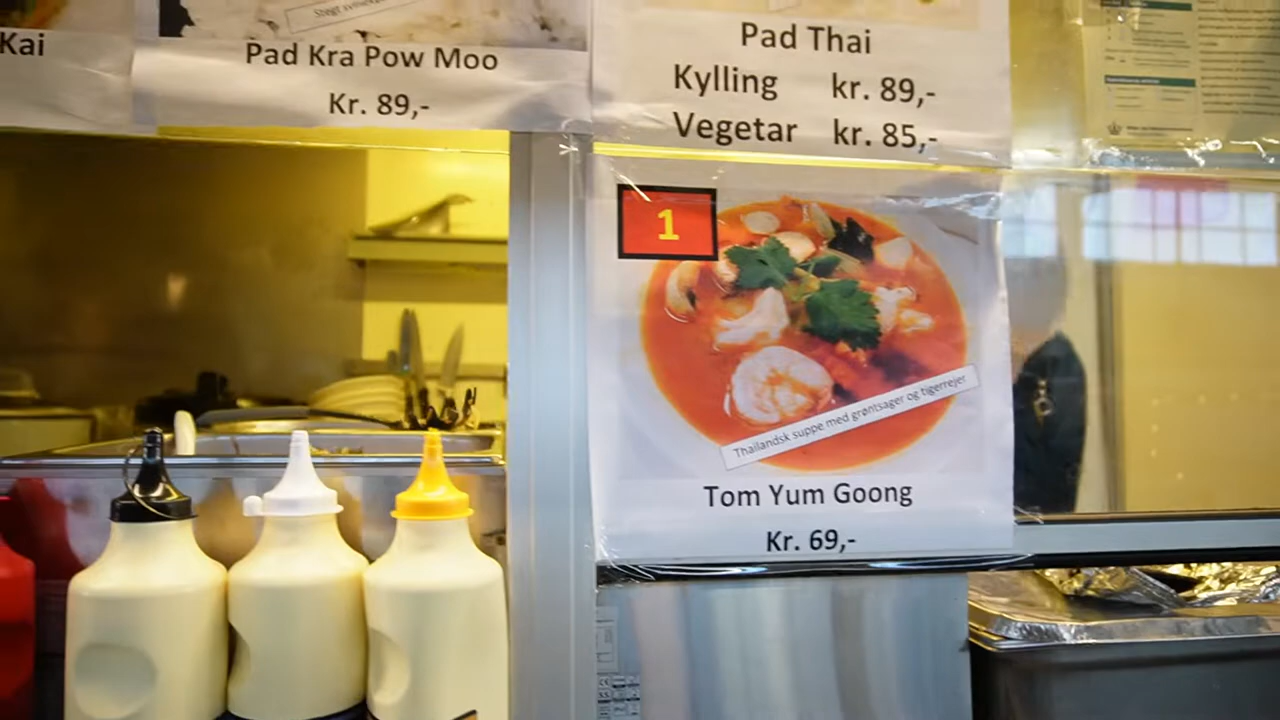 Kai
Stegt
Pad Kra Pow Moo
Kr. 89,-
Pad Thai
Kylling kr. 89,-
Vegetar kr. 85,-
1
Thailandsk suppe med grøntsager og tigerrejer
Tom Yum Goong
Kr. 69,-